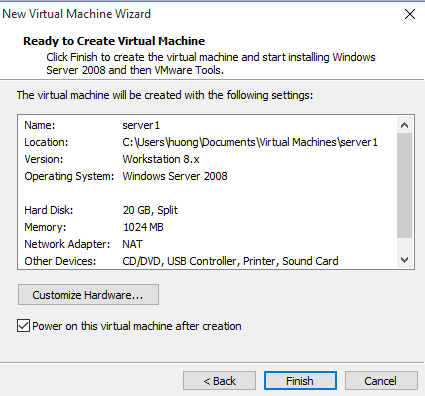 New Virtual Machine Wizard
Ready to Create Virtual Machine
Click Finish to create the virtual machine and start installing Windows
Server 2008 and then VMware Tools.
The virtual machine will be created with the following settings:
Name: server1
Location: C:\Users\huong\Documents\Virtual Machines\server1
Version: Workstation 8.x
Operating System: Windows Server 2008
Hard Disk: 20 GB, Split
Memory: 1024 MB
Network Adapter: NAT
Other Devices: CD/DVD, USB Controller, Printer, Sound Card
Customize Hardware...
Power on this virtual machine after creation
< Back Finish Cancel